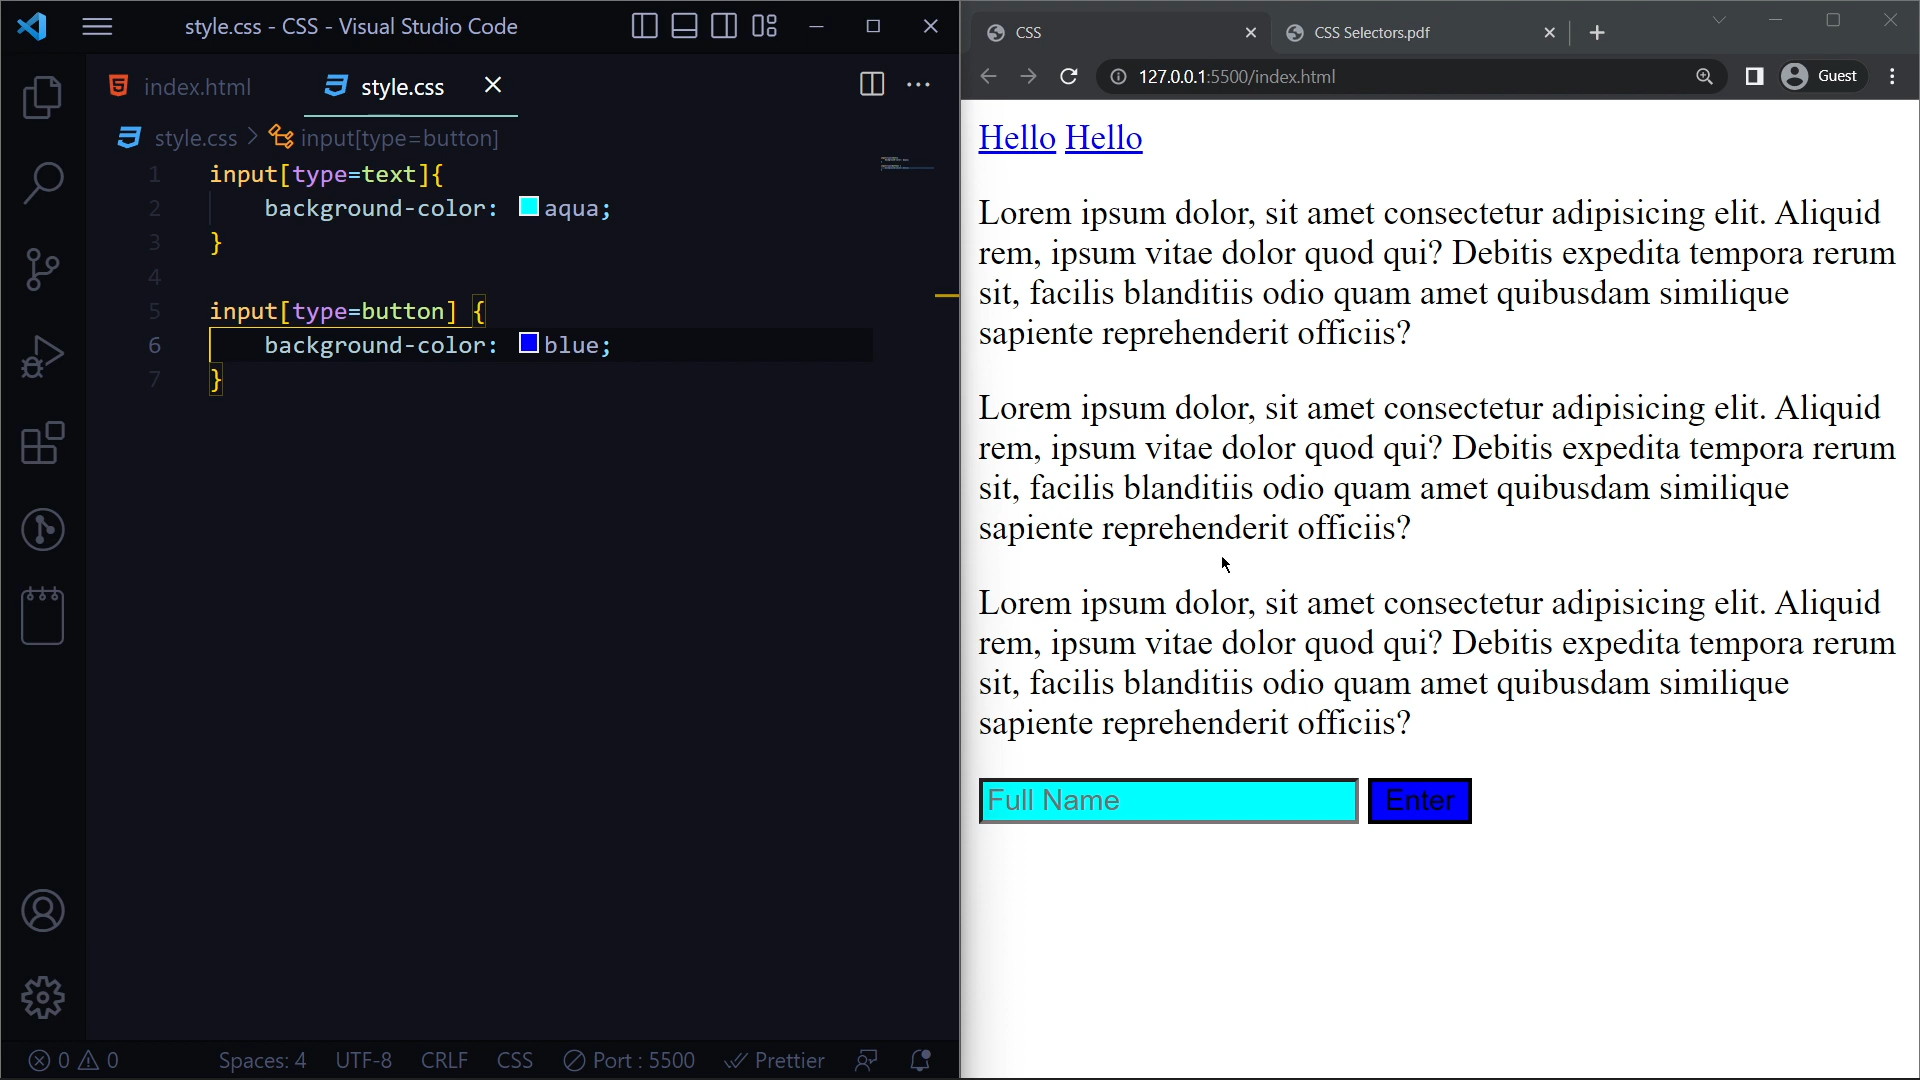 style.css - CSS - Visual Studio Code
index.html
style.css
style.css > input[type=button]
1 input[type=text]{
2 background-color: aqua;
3 }
4
5 input[type=button] {
6 background-color: blue;
7 }
0 0
Spaces: 4
UTF-8
CRLF
CSS
Port : 5500
Prettier
CSS
CSS Selectors.pdf
127.0.0.1:5500/index.html
Guest
Hello Hello
Lorem ipsum dolor, sit amet consectetur adipisicing elit. Aliquid
rem, ipsum vitae dolor quod qui? Debitis expedita tempora rerum
sit, facilis blanditiis odio quam amet quibusdam similique
sapiente reprehenderit officiis?
Lorem ipsum dolor, sit amet consectetur adipisicing elit. Aliquid
rem, ipsum vitae dolor quod qui? Debitis expedita tempora rerum
sit, facilis blanditiis odio quam amet quibusdam similique
sapiente reprehenderit officiis?
Lorem ipsum dolor, sit amet consectetur adipisicing elit. Aliquid
rem, ipsum vitae dolor quod qui? Debitis expedita tempora rerum
sit, facilis blanditiis odio quam amet quibusdam similique
sapiente reprehenderit officiis?
Full Name
Enter